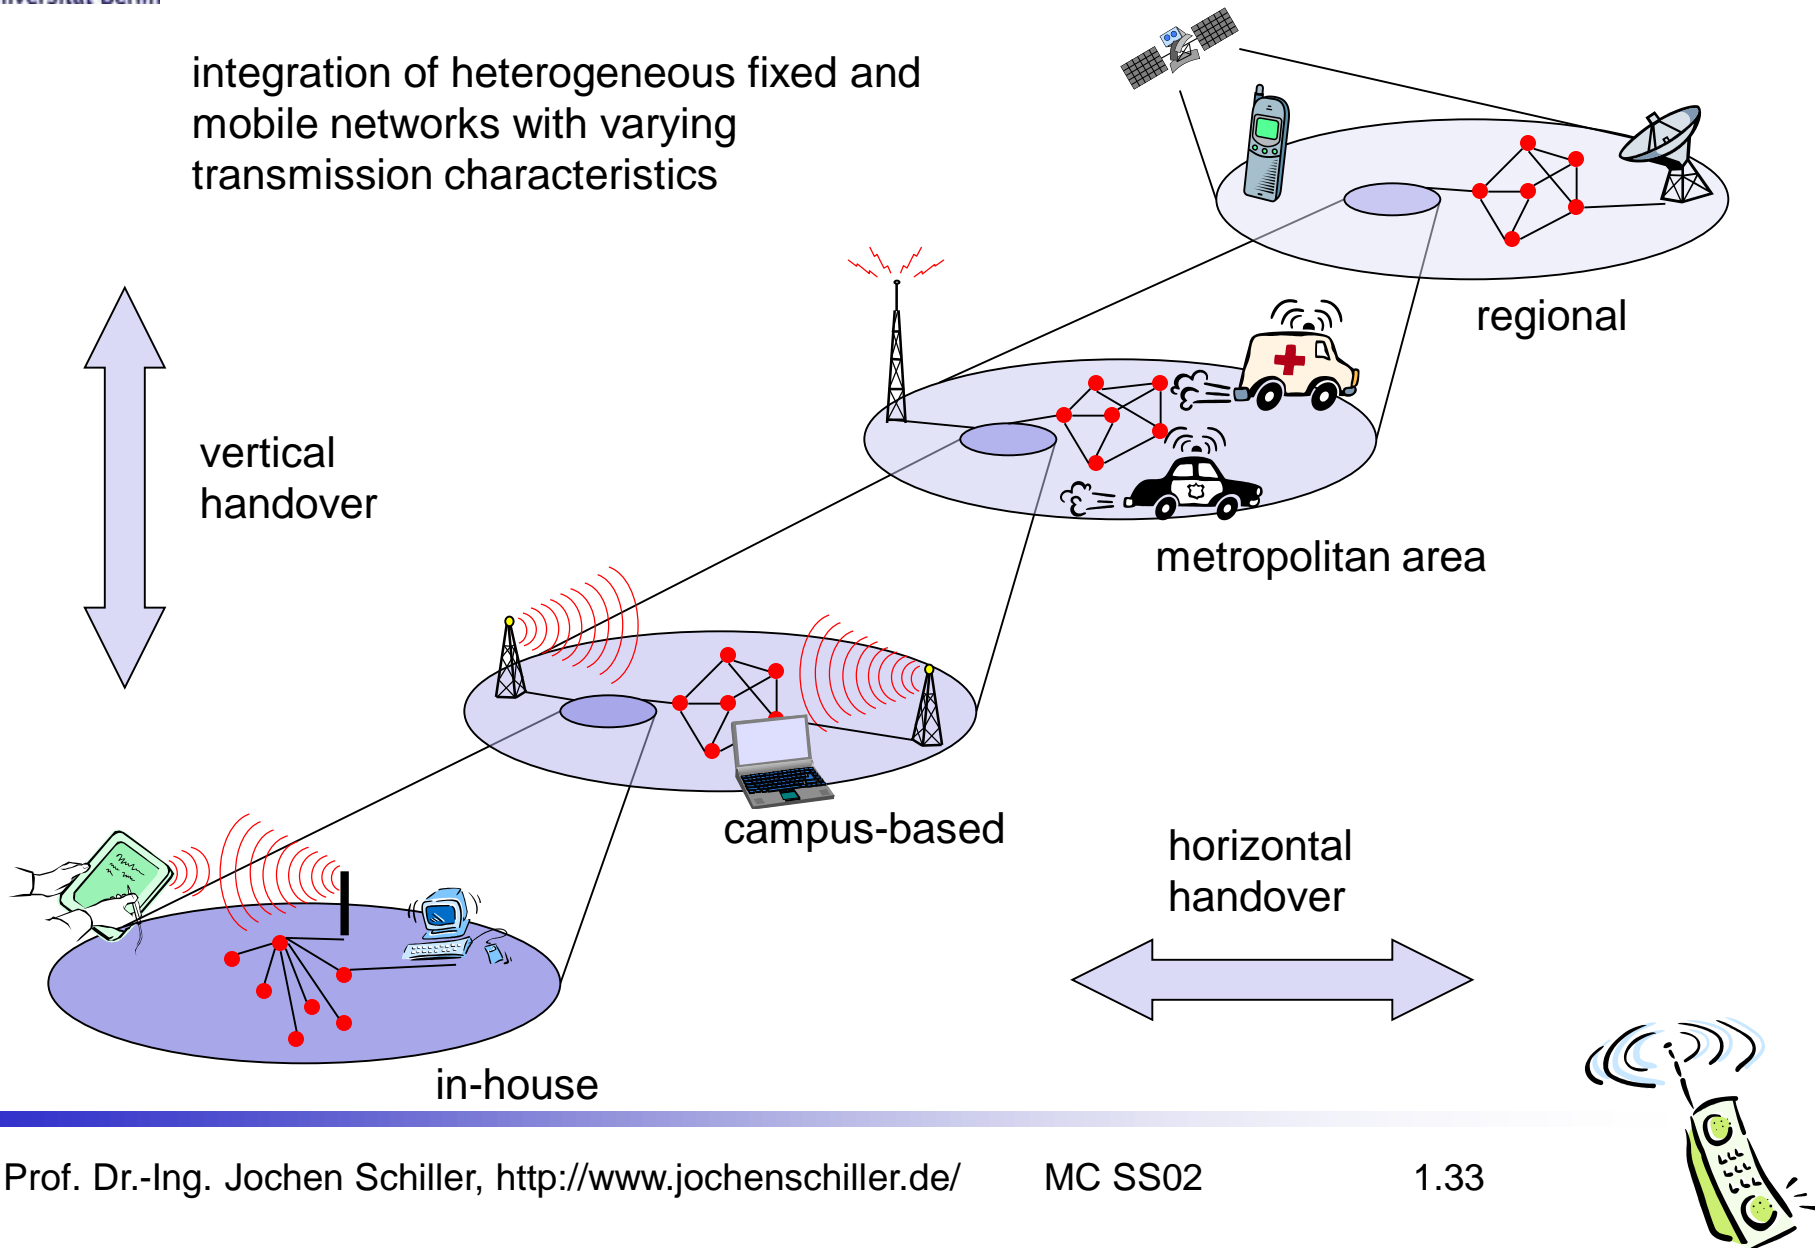 integration of heterogeneous fixed and
mobile networks with varying
transmission characteristics
regional
vertical
handover
metropolitan area
campus-based
horizontal
handover
in-house
Prof. Dr.-Ing. Jochen Schiller, http://www.jochenschiller.de/ MC SS02 1.33